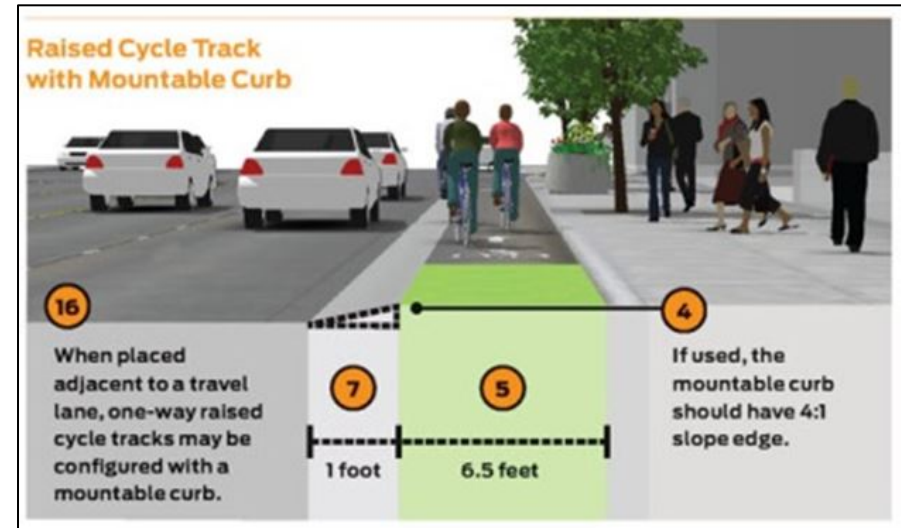 Raised Cycle Track
with Mountable Curb
16
When placed
adjacent to a travel
lane, one-way raised
cycle tracks may be
configured with a
mountable curb.
7
1 foot
5
6.5 feet
4
If used, the
mountable curb
should have 4:1
slope edge.